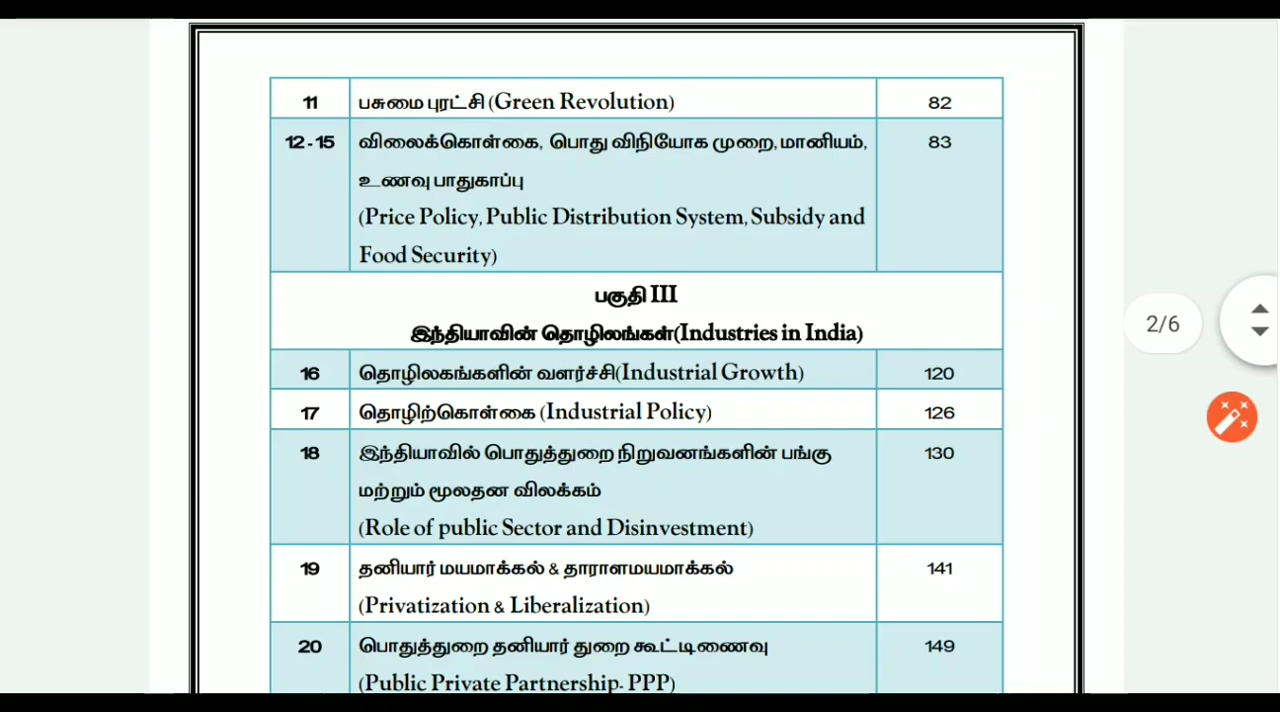 11 பசுமை புரட்சி (Green Revolution) 82
12 - 15 விலைக்கொள்கை, பொது விநியோக முறை, மானியம், 83
உணவு பாதுகாப்பு
(Price Policy, Public Distribution System, Subsidy and
Food Security)
பகுதி III
இந்தியாவின் தொழிலங்கள்(Industries in India)
16 தொழிலகங்களின் வளர்ச்சி(Industrial Growth) 120
17 தொழிற்கொள்கை (Industrial Policy) 126
18 இந்தியாவில் பொதுத்துறை நிறுவனங்களின் பங்கு 130
மற்றும் மூலதன விலக்கம்
(Role of public Sector and Disinvestment)
19 தனியார் மயமாக்கல் & தாராளமயமாக்கல் 141
(Privatization & Liberalization)
20 பொதுத்துறை தனியார் துறை கூட்டிணைவு 149
(Public Private Partnership- PPP)
2/6